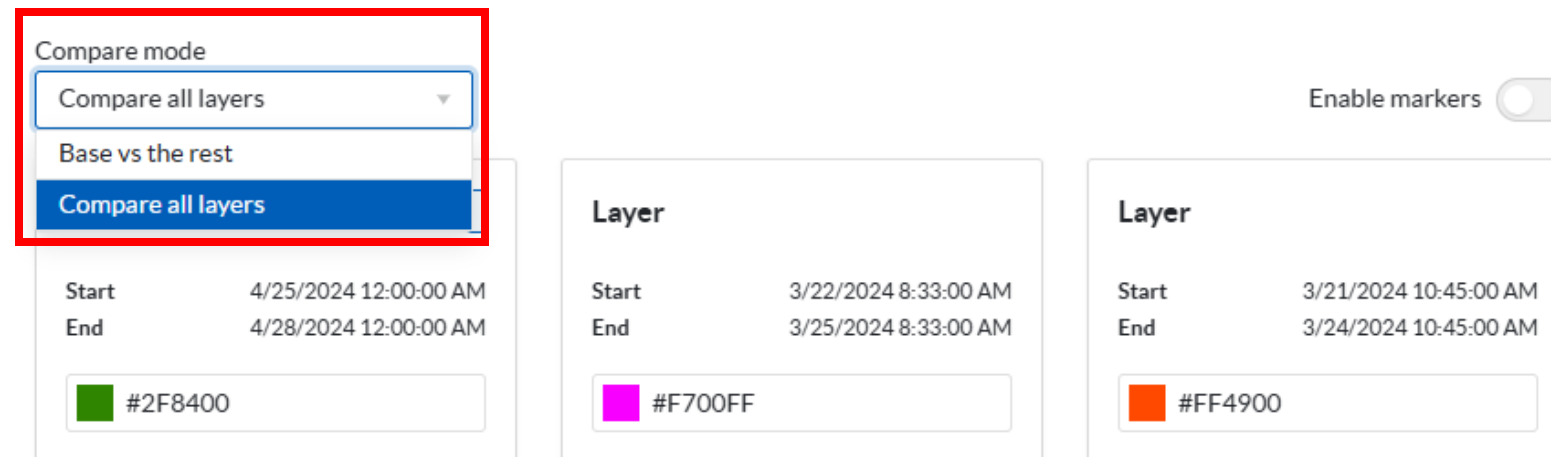 Compare mode
Compare all layers
Enable markers
Base vs the rest
Compare all layers
Layer
Layer
Start 4/25/2024 12:00:00 AM
End 4/28/2024 12:00:00 AM
#2F8400
Start 3/22/2024 8:33:00 AM
End 3/25/2024 8:33:00 AM
#F700FF
Start 3/21/2024 10:45:00 AM
End 3/24/2024 10:45:00 AM
#FF4900